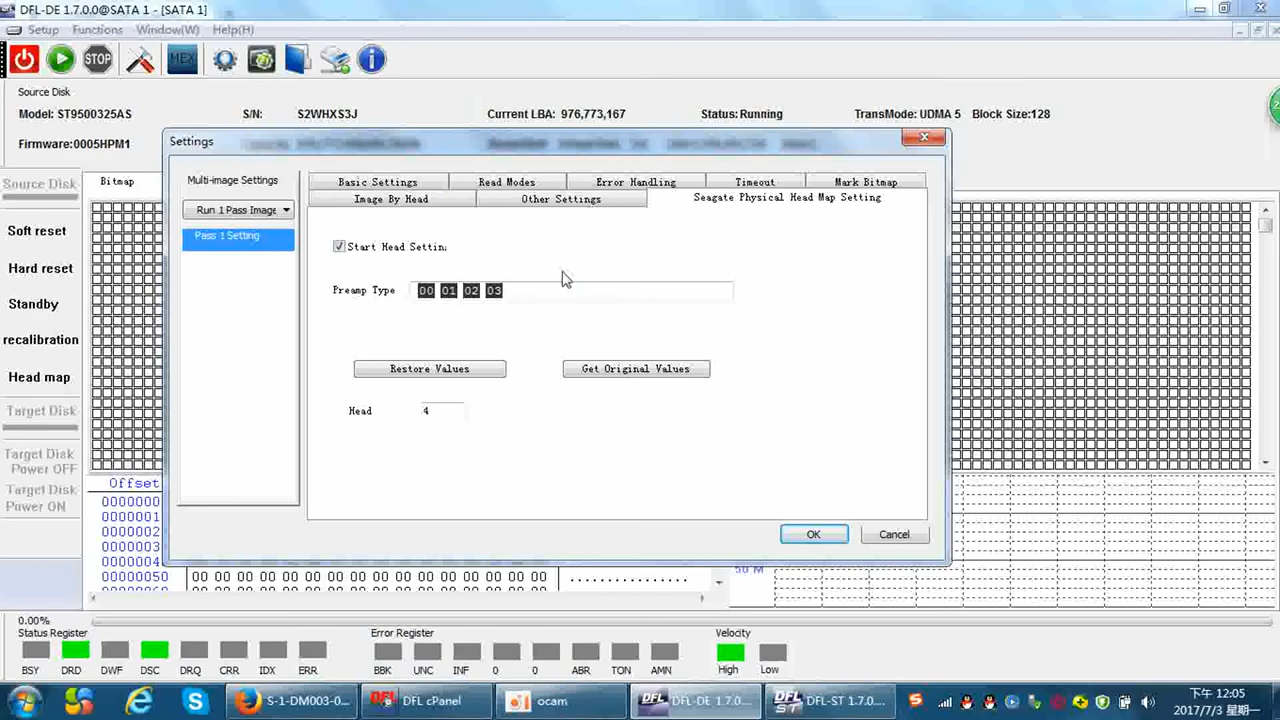 DFL-DE 1.7.0.0@SATA 1 - [SATA 1]
Setup Functions Window(W) Help(H)
STOP HEX
Source Disk
Model: ST9500325AS S/N: S2WHXS3J Current LBA: 976,773,167 Status:Running TransMode: UDMA 5 Block Size:128
Firmware:0005HPM1
Settings
Source Disk
Bitmap
Soft reset
Hard reset
Standby
recalibration
Head map
Target Disk
Target Disk
Power OFF
Target Disk
Power ON
Multi-image Settings
Run 1 Pass Image
Pass 1 Setting
Basic Settings Read Modes Error Handling Timeout Mark Bitmap
Image By Head Other Settings Seagate Physical Head Map Setting
Start Head Settin
Preamp Type 00 01 02 03
Restore Values Get Original Values
Head 4
OK Cancel
Offset
0000000
0000001
0000002
0000003
0000004
00000050 00 00 00 00 00 00 00 00 00 00 00 00 00 00 00 00 ................
50 M
0.00%
Status Register Error Register Velocity
BSY DRD DWF DSC DRQ CRR IDX ERR BBK UNC INF 0 0 ABR TON AMN High Low
S-1-DM003-0... DFL cPanel ocam DFL-DE 1.7.0... DFL-ST 1.7.0...
下午 12:05
2017/7/3 星期一